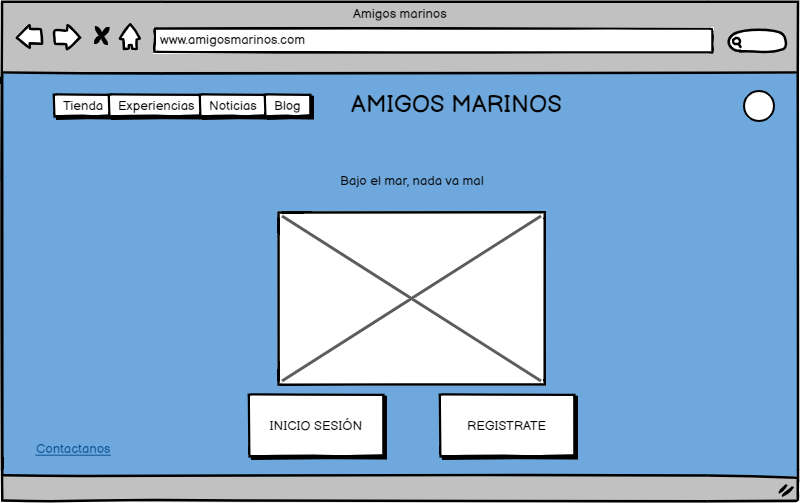 Amigos marinos
www.amigosmarinos.com
Tienda Experiencias Noticias Blog
AMIGOS MARINOS
Bajo el mar, nada va mal
INICIO SESIÓN
REGISTRATE
Contactanos